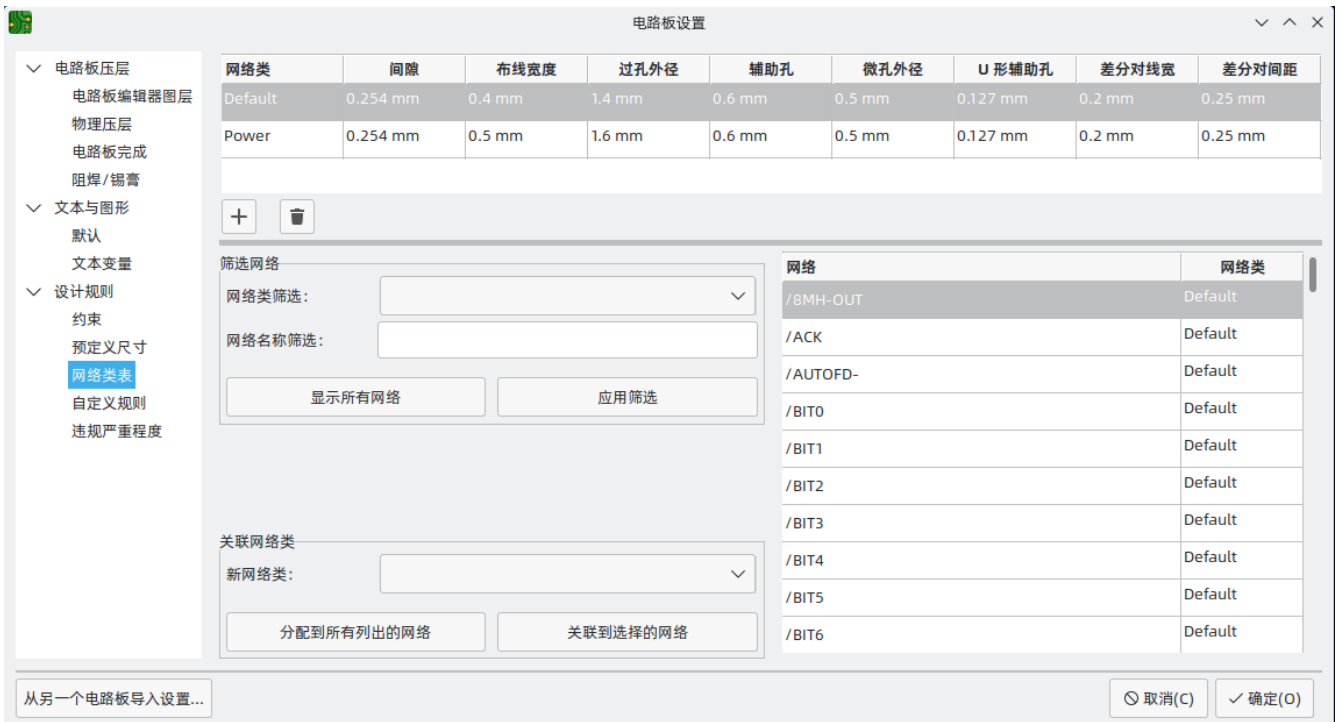 电路板设置
电路板压层
电路板编辑器图层
物理压层
电路板完成
阻焊/锡膏
文本与图形
默认
文本变量
设计规则
约束
预定义尺寸
网络类表
自定义规则
违规严重程度
网络类 间隙 布线宽度 过孔外径 辅助孔 微孔外径 U 形辅助孔 差分对线宽 差分对间距
Default 0.254 mm 0.4 mm 1.4 mm 0.6 mm 0.5 mm 0.127 mm 0.2 mm 0.25 mm
Power 0.254 mm 0.5 mm 1.6 mm 0.6 mm 0.5 mm 0.127 mm 0.2 mm 0.25 mm
筛选网络
网络类筛选：
网络名称筛选：
显示所有网络 应用筛选
关联网络类
新网络类：
分配到所有列出的网络 关联到选择的网络
网络 网络类
/8MH-OUT Default
/ACK Default
/AUTOFD- Default
/BIT0 Default
/BIT1 Default
/BIT2 Default
/BIT3 Default
/BIT4 Default
/BIT5 Default
/BIT6 Default
从另一个电路板导入设置... 取消(C) 确定(O)